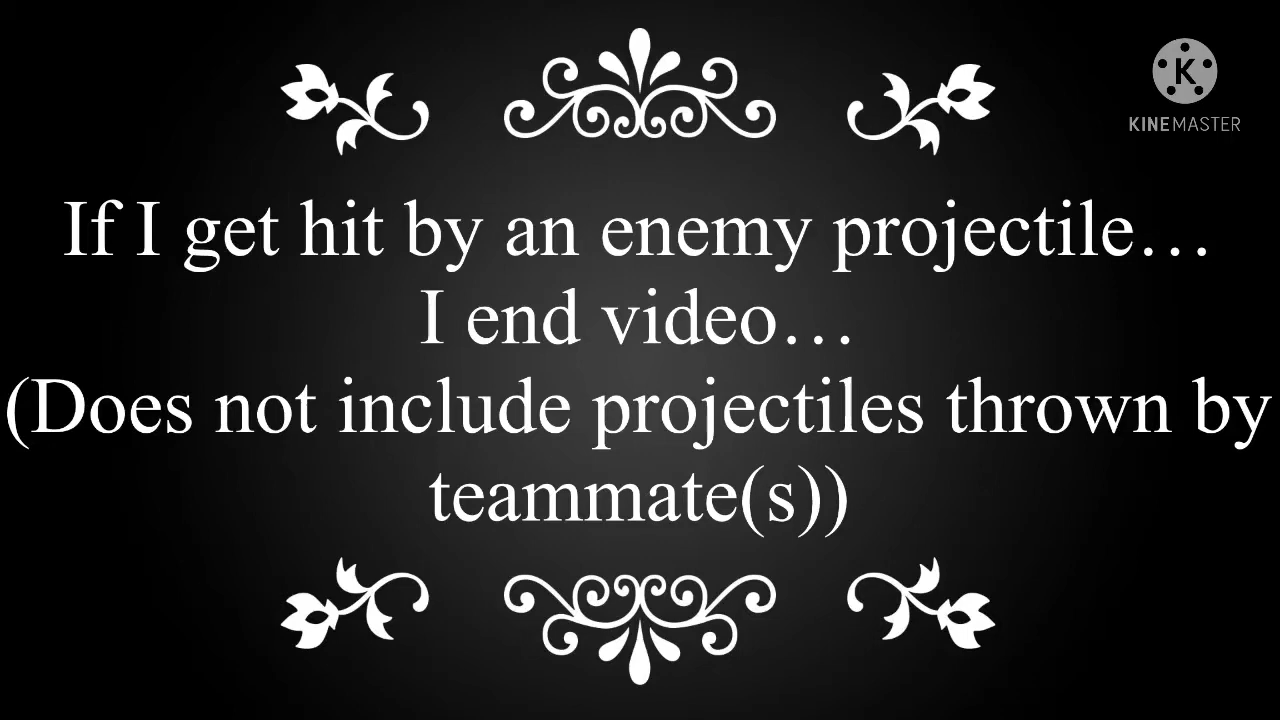 K
KINEMASTER
If I get hit by an enemy projectile…
I end video…
(Does not include projectiles thrown by
teammate(s))